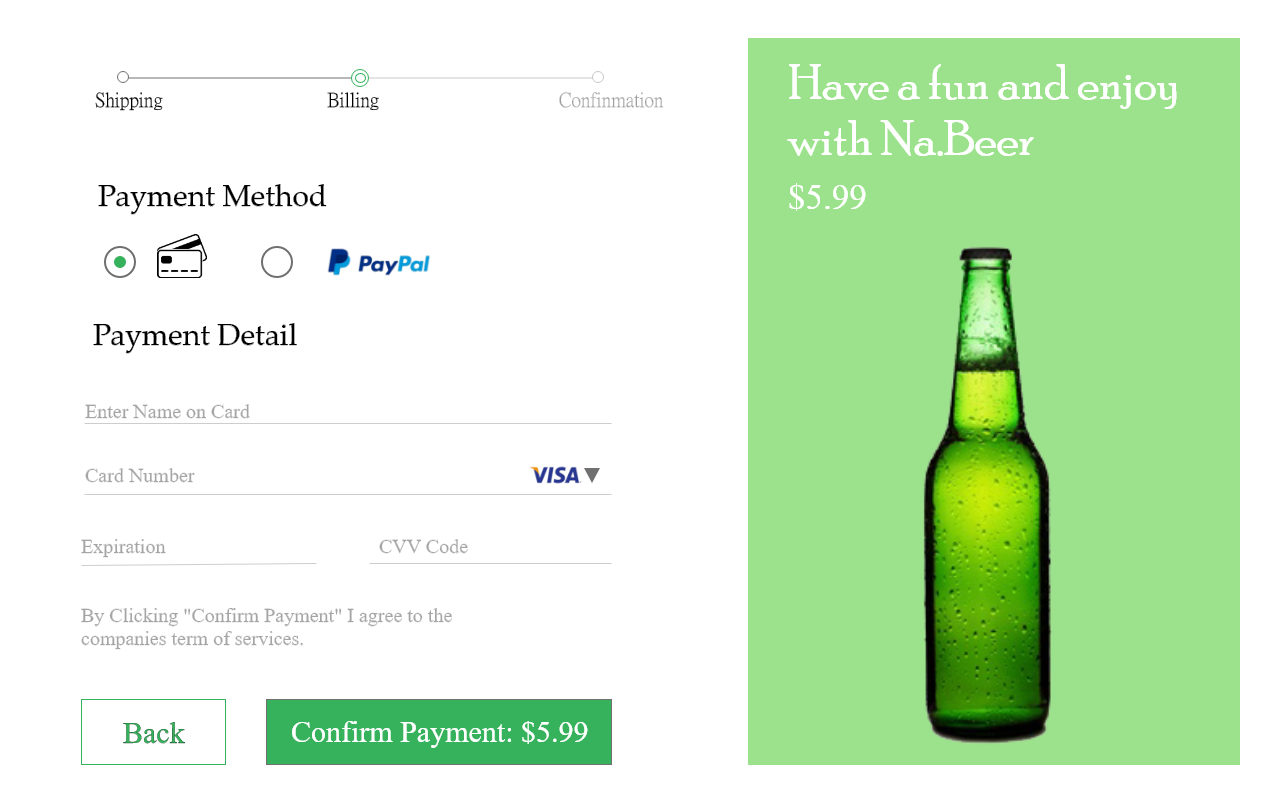 Shipping
Billing
Confinmation
Payment Method
PayPal
Payment Detail
Enter Name on Card
Card Number
VISA
Expiration
CVV Code
By Clicking "Confirm Payment" I agree to the
companies term of services.
Back
Confirm Payment: $5.99
Have a fun and enjoy
with Na.Beer
$5.99